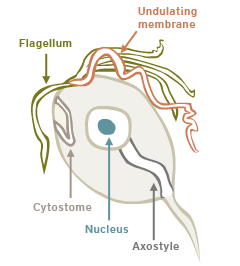 Undulating
membrane
Flagellum
Cytostome
Nucleus
Axostyle